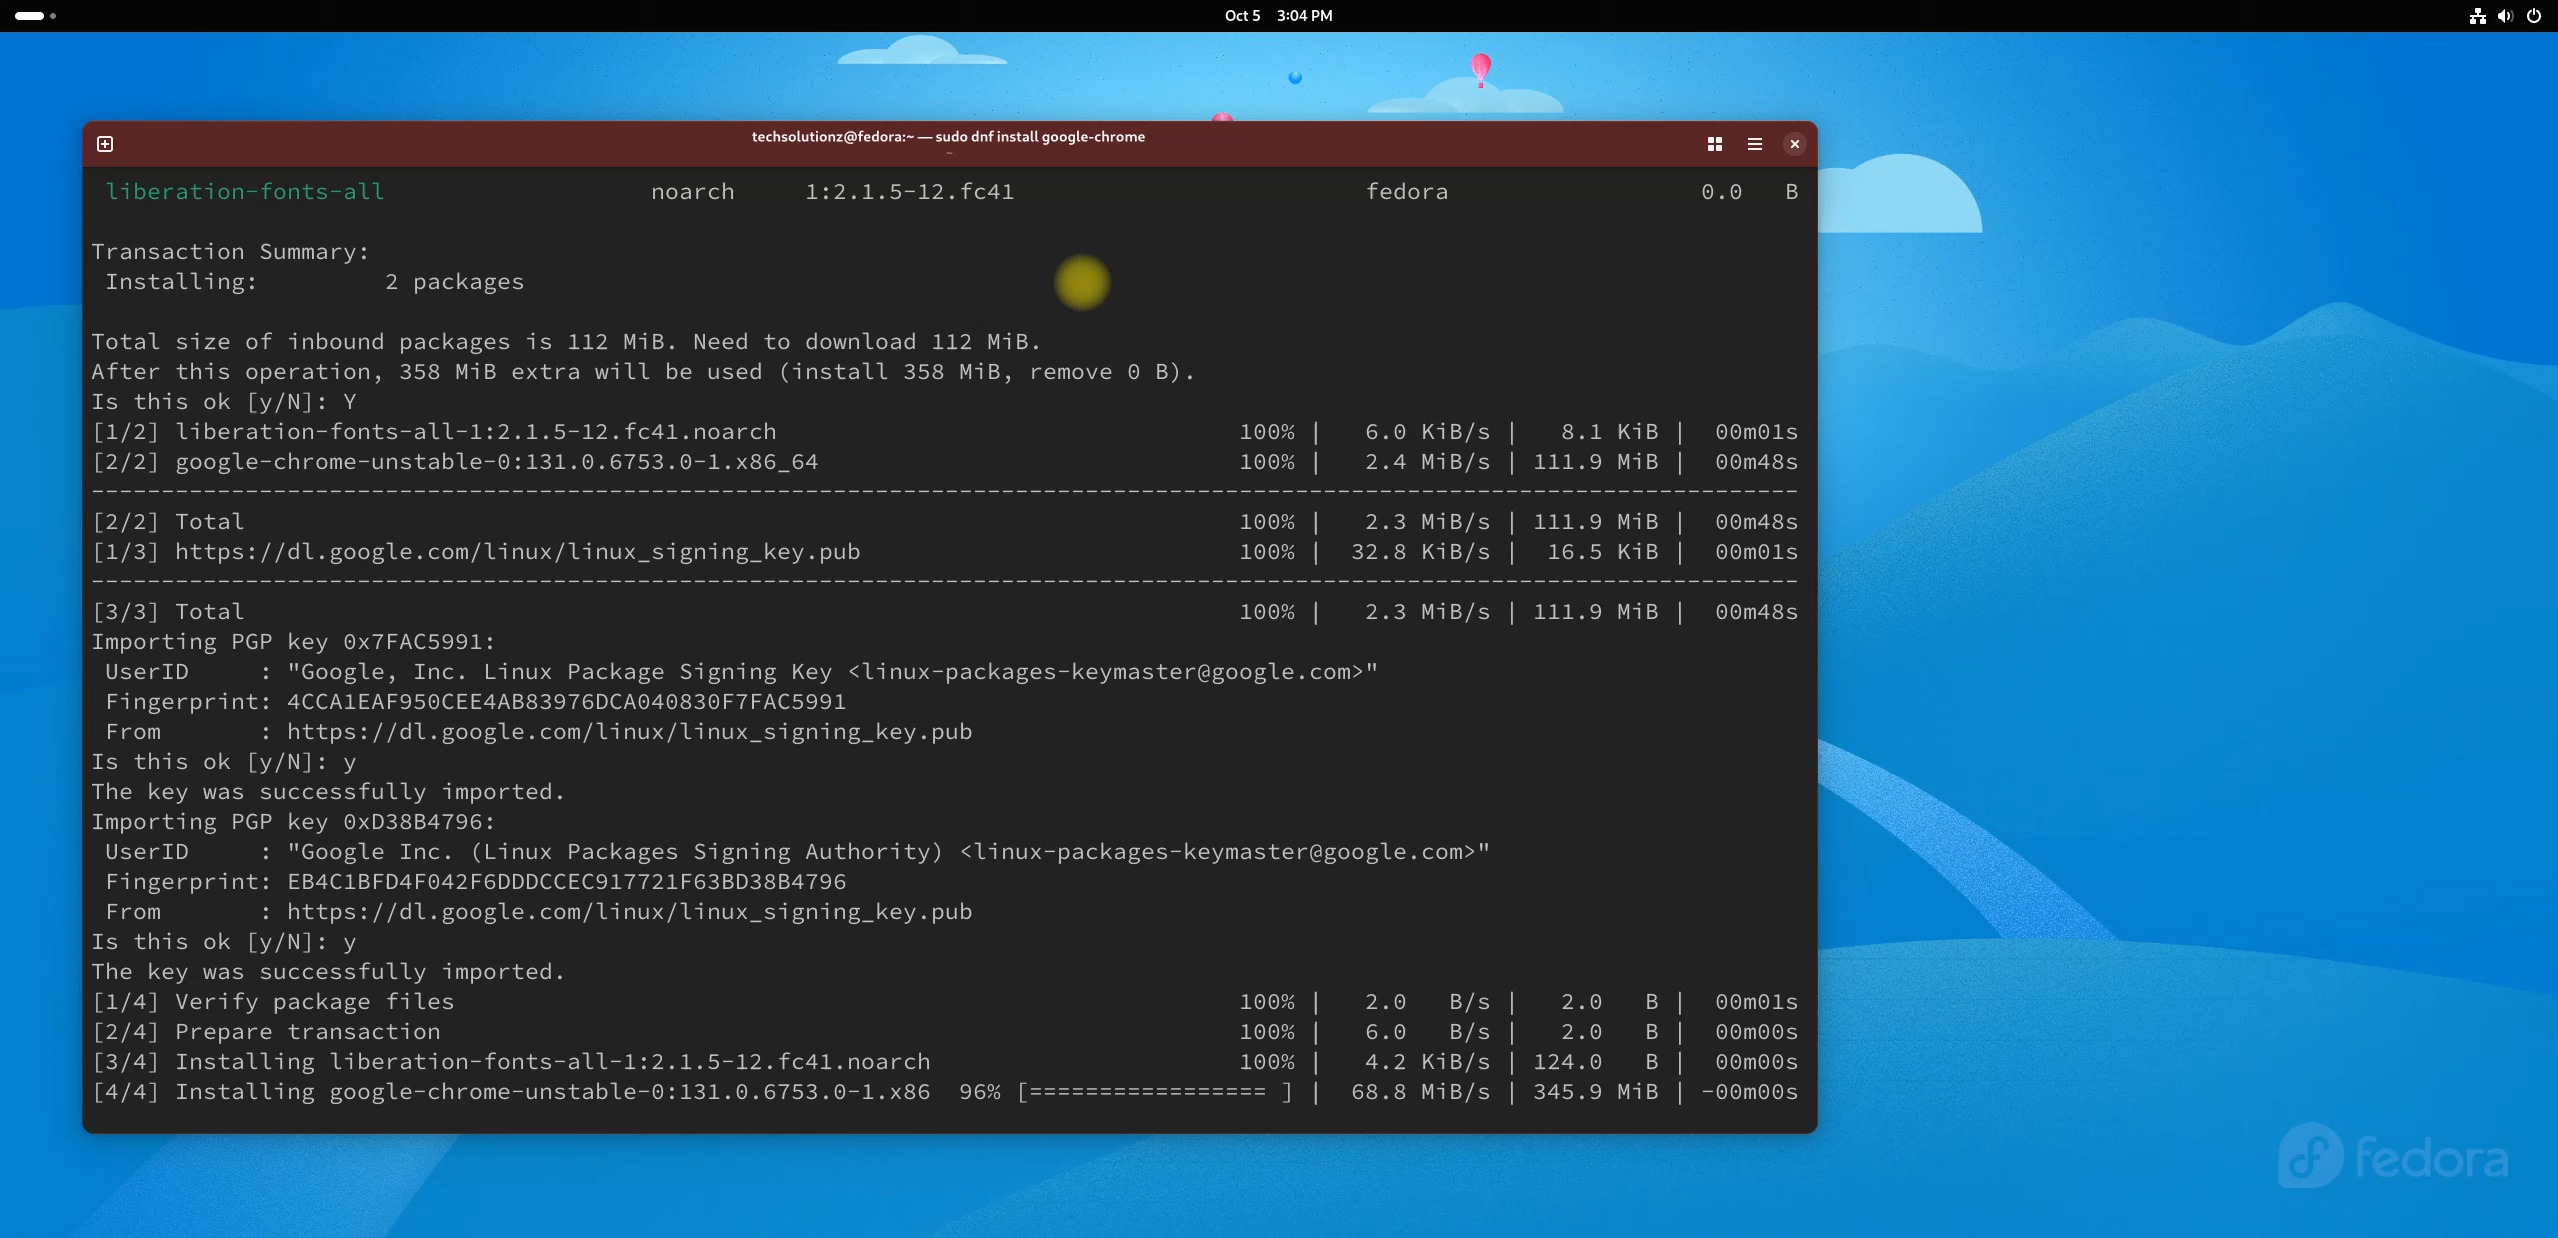 Oct 5 3:04 PM
techsolutionz@fedora:~ — sudo dnf install google-chrome
~
liberation-fonts-all noarch 1:2.1.5-12.fc41 fedora 0.0 B
Transaction Summary:
Installing: 2 packages
Total size of inbound packages is 112 MiB. Need to download 112 MiB.
After this operation, 358 MiB extra will be used (install 358 MiB, remove 0 B).
Is this ok [y/N]: Y
[1/2] liberation-fonts-all-1:2.1.5-12.fc41.noarch 100% | 6.0 KiB/s | 8.1 KiB | 00m01s
[2/2] google-chrome-unstable-0:131.0.6753.0-1.x86_64 100% | 2.4 MiB/s | 111.9 MiB | 00m48s
--------------------------------------------------------------------------------------------------------------------------
[2/2] Total 100% | 2.3 MiB/s | 111.9 MiB | 00m48s
[1/3] https://dl.google.com/linux/linux_signing_key.pub 100% | 32.8 KiB/s | 16.5 KiB | 00m01s
--------------------------------------------------------------------------------------------------------------------------
[3/3] Total 100% | 2.3 MiB/s | 111.9 MiB | 00m48s
Importing PGP key 0x7FAC5991:
UserID : "Google, Inc. Linux Package Signing Key <linux-packages-keymaster@google.com>"
Fingerprint: 4CCA1EAF950CEE4AB83976DCA040830F7FAC5991
From : https://dl.google.com/linux/linux_signing_key.pub
Is this ok [y/N]: y
The key was successfully imported.
Importing PGP key 0xD38B4796:
UserID : "Google Inc. (Linux Packages Signing Authority) <linux-packages-keymaster@google.com>"
Fingerprint: EB4C1BFD4F042F6DDDCCEC917721F63BD38B4796
From : https://dl.google.com/linux/linux_signing_key.pub
Is this ok [y/N]: y
The key was successfully imported.
[1/4] Verify package files 100% | 2.0 B/s | 2.0 B | 00m01s
[2/4] Prepare transaction 100% | 6.0 B/s | 2.0 B | 00m00s
[3/4] Installing liberation-fonts-all-1:2.1.5-12.fc41.noarch 100% | 4.2 KiB/s | 124.0 B | 00m00s
[4/4] Installing google-chrome-unstable-0:131.0.6753.0-1.x86 96% [================= ] | 68.8 MiB/s | 345.9 MiB | -00m00s
fedora